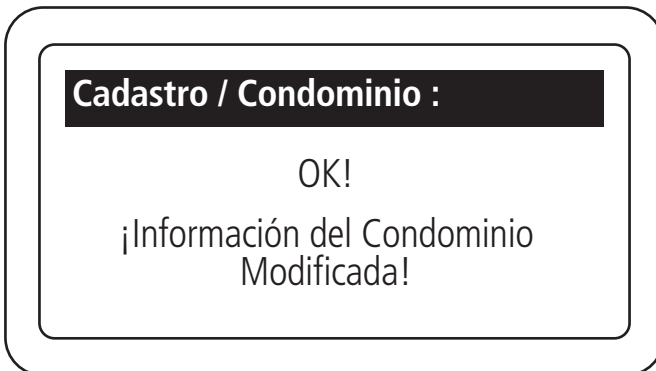 Cadastro / Condominio :
OK!
¡Información del Condominio
Modificada!